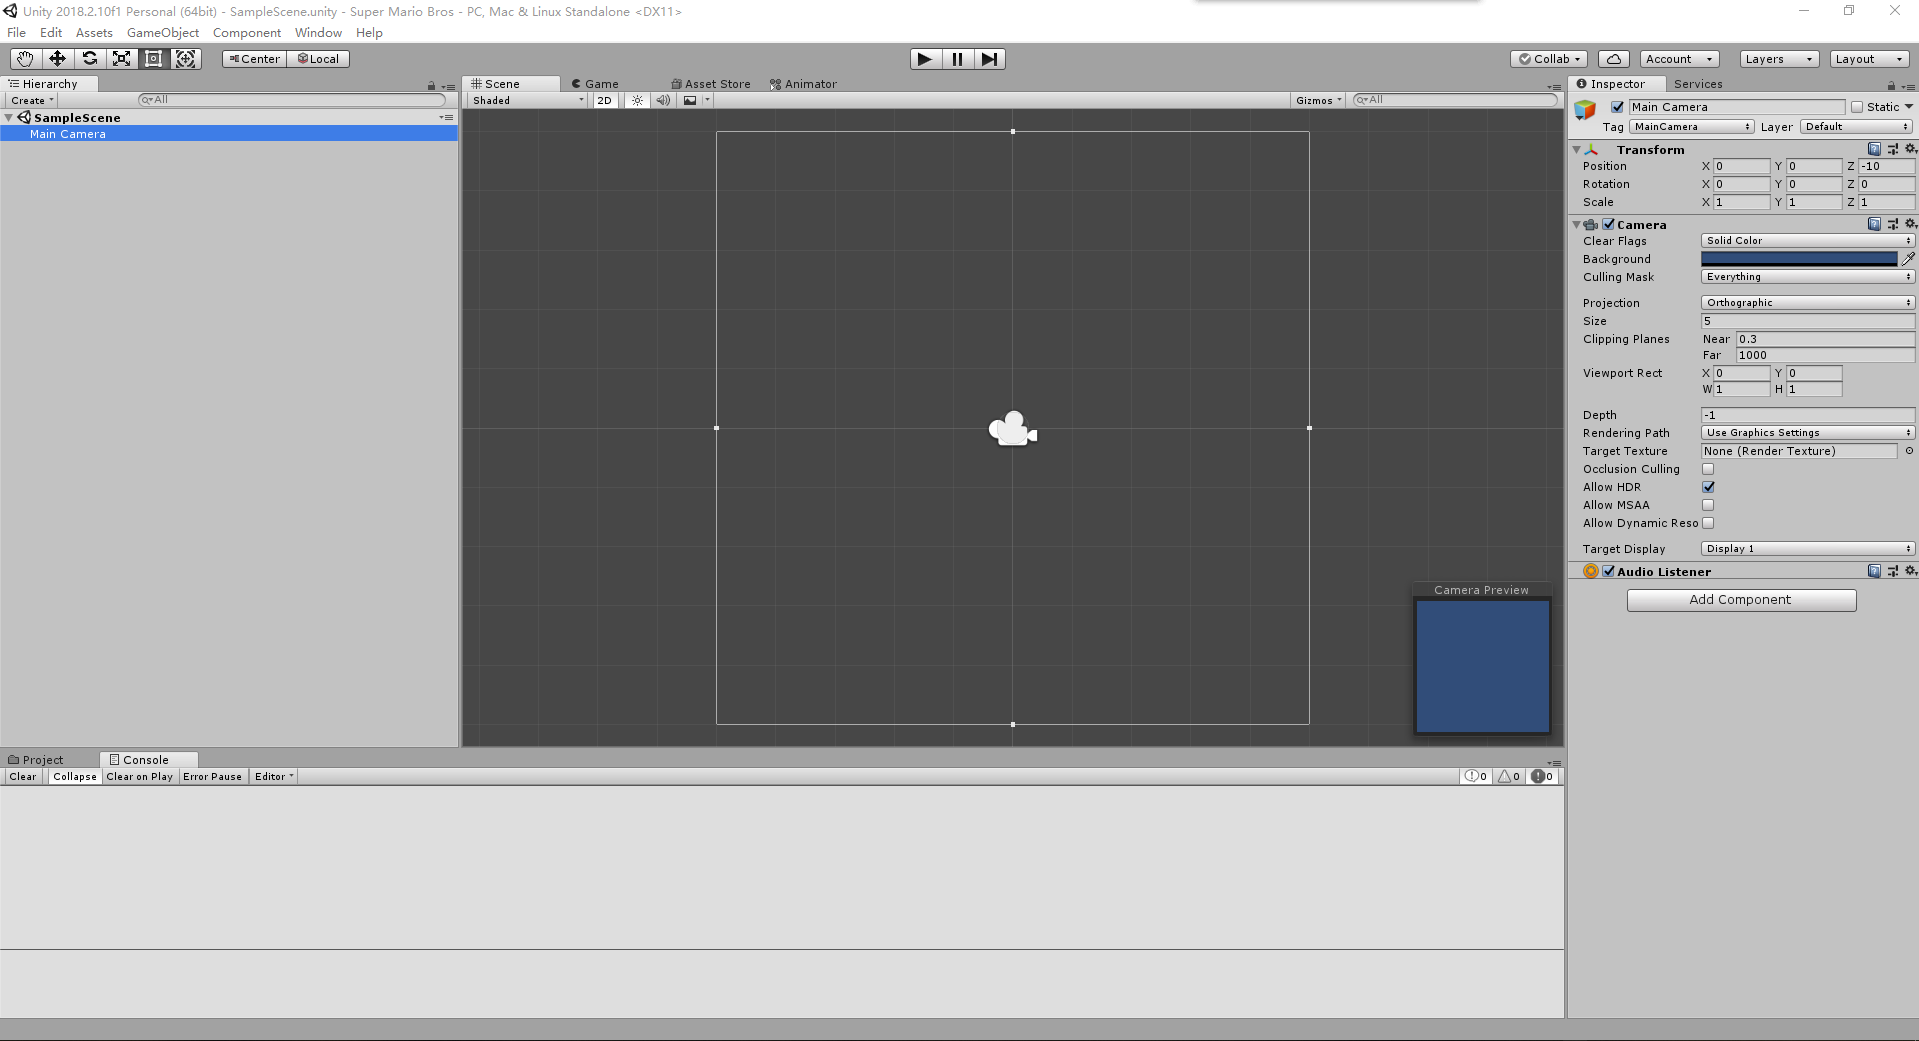 Unity 2018.2.10f1 Personal (64bit) - SampleScene.unity - Super Mario Bros - PC, Mac & Linux Standalone <DX11>
File Edit Assets GameObject Component Window Help
Center Local Collab Account Layers Layout
Hierarchy
Create All
SampleScene
Main Camera
Scene Game Asset Store Animator
Shaded 2D Gizmos All
Camera Preview
Inspector Services
Main Camera Static
Tag MainCamera Layer Default
Transform
Position X 0 Y 0 Z -10
Rotation X 0 Y 0 Z 0
Scale X 1 Y 1 Z 1
Camera
Clear Flags Solid Color
Background
Culling Mask Everything
Projection Orthographic
Size 5
Clipping Planes Near 0.3
Far 1000
Viewport Rect X 0 Y 0
W 1 H 1
Depth -1
Rendering Path Use Graphics Settings
Target Texture None (Render Texture)
Occlusion Culling
Allow HDR
Allow MSAA
Allow Dynamic Reso
Target Display Display 1
Audio Listener
Add Component
Project Console
Clear Collapse Clear on Play Error Pause Editor 0 0 0